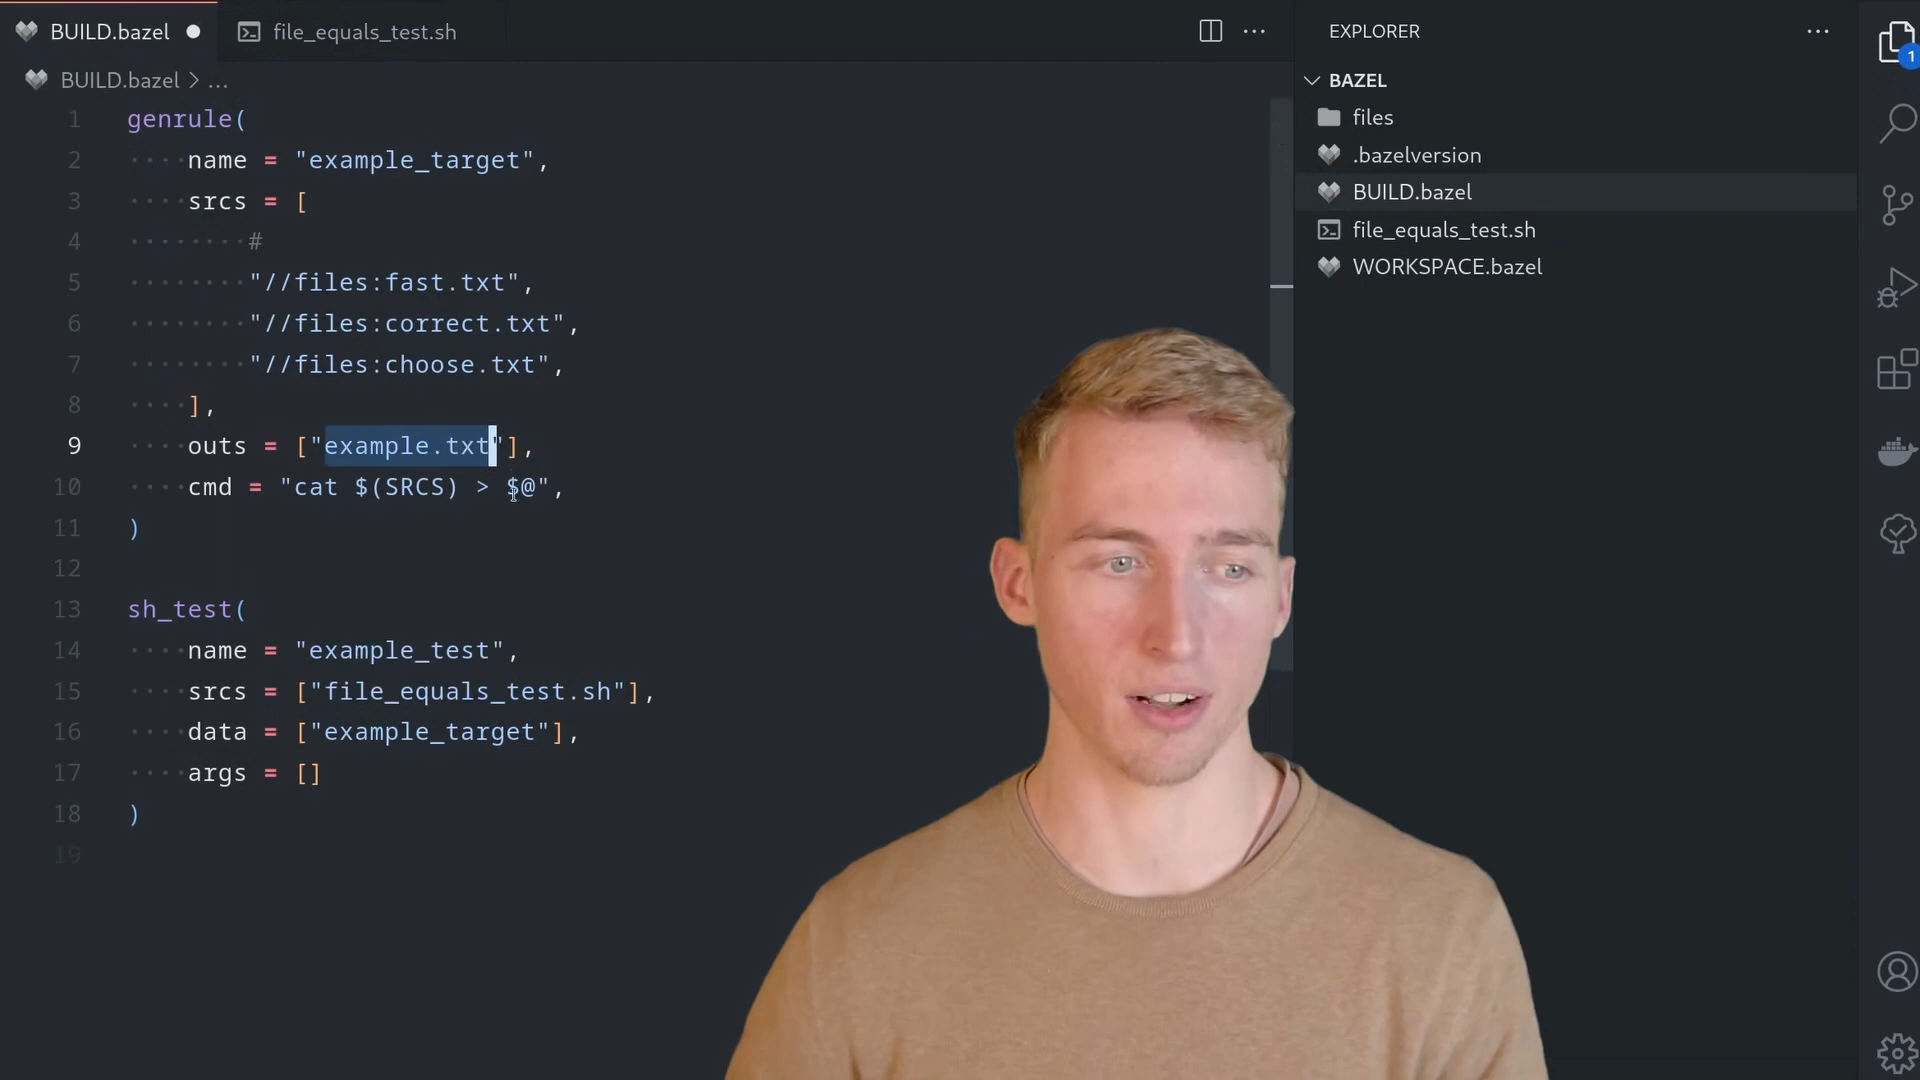 BUILD.bazel
file_equals_test.sh
BUILD.bazel > ...
1 genrule(
2 ····name = "example_target",
3 ····srcs = [
4 ········#
5 ········"//files:fast.txt",
6 ········"//files:correct.txt",
7 ········"//files:choose.txt",
8 ····],
9 ····outs = ["example.txt"],
10 ····cmd = "cat $(SRCS) > $@",
11 )
12
13 sh_test(
14 ····name = "example_test",
15 ····srcs = ["file_equals_test.sh"],
16 ····data = ["example_target"],
17 ····args = []
18 )
19
EXPLORER
BAZEL
files
.bazelversion
BUILD.bazel
file_equals_test.sh
WORKSPACE.bazel
1